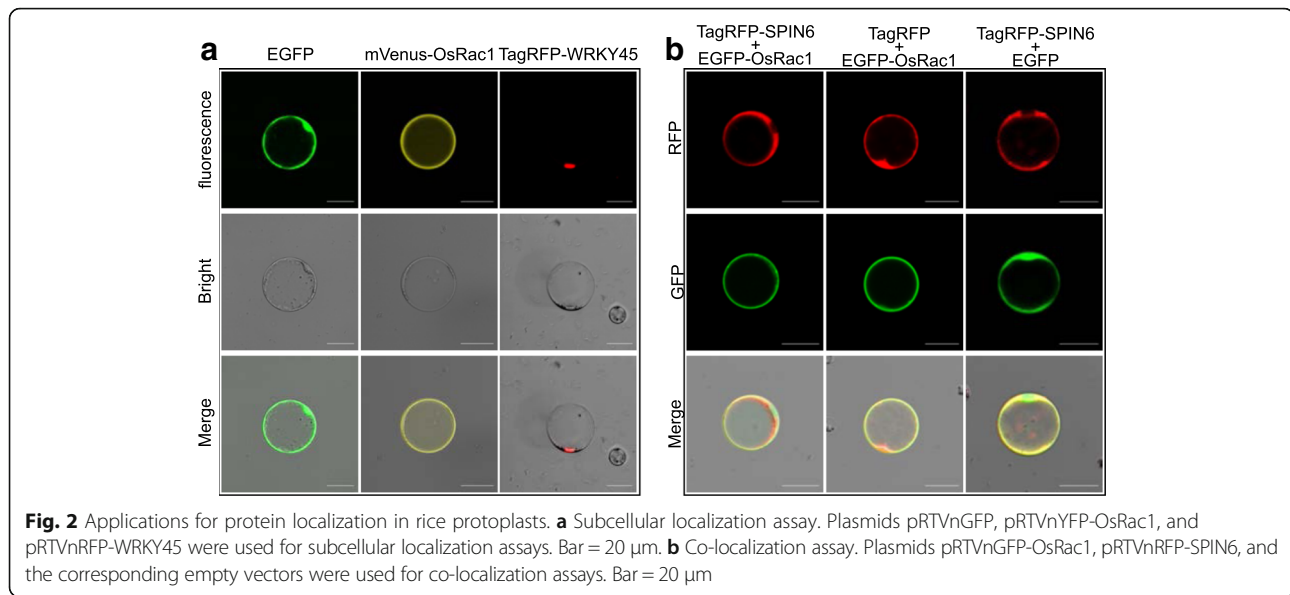 a
EGFP
mVenus-OsRac1
TagRFP-WRKY45
fluorescence
Bright
Merge
b
TagRFP-SPIN6
+
EGFP-OsRac1
TagRFP
+
EGFP-OsRac1
TagRFP-SPIN6
+
EGFP
RFP
GFP
Merge
Fig. 2 Applications for protein localization in rice protoplasts. a Subcellular localization assay. Plasmids pRTVnGFP, pRTVnYFP-OsRac1, and
pRTVnRFP-WRKY45 were used for subcellular localization assays. Bar = 20 μm. b Co-localization assay. Plasmids pRTVnGFP-OsRac1, pRTVnRFP-SPIN6, and
the corresponding empty vectors were used for co-localization assays. Bar = 20 μm